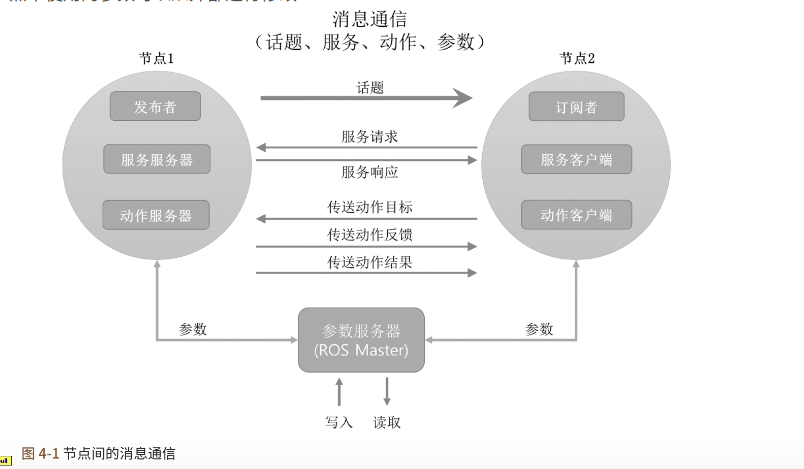 消息通信
（话题、服务、动作、参数）
节点1
节点2
发布者
话题
订阅者
服务请求
服务服务器
服务客户端
服务响应
传送动作目标
动作服务器
动作客户端
传送动作反馈
传送动作结果
参数
参数服务器
(ROS Master)
参数
写入
读取
图 4-1 节点间的消息通信